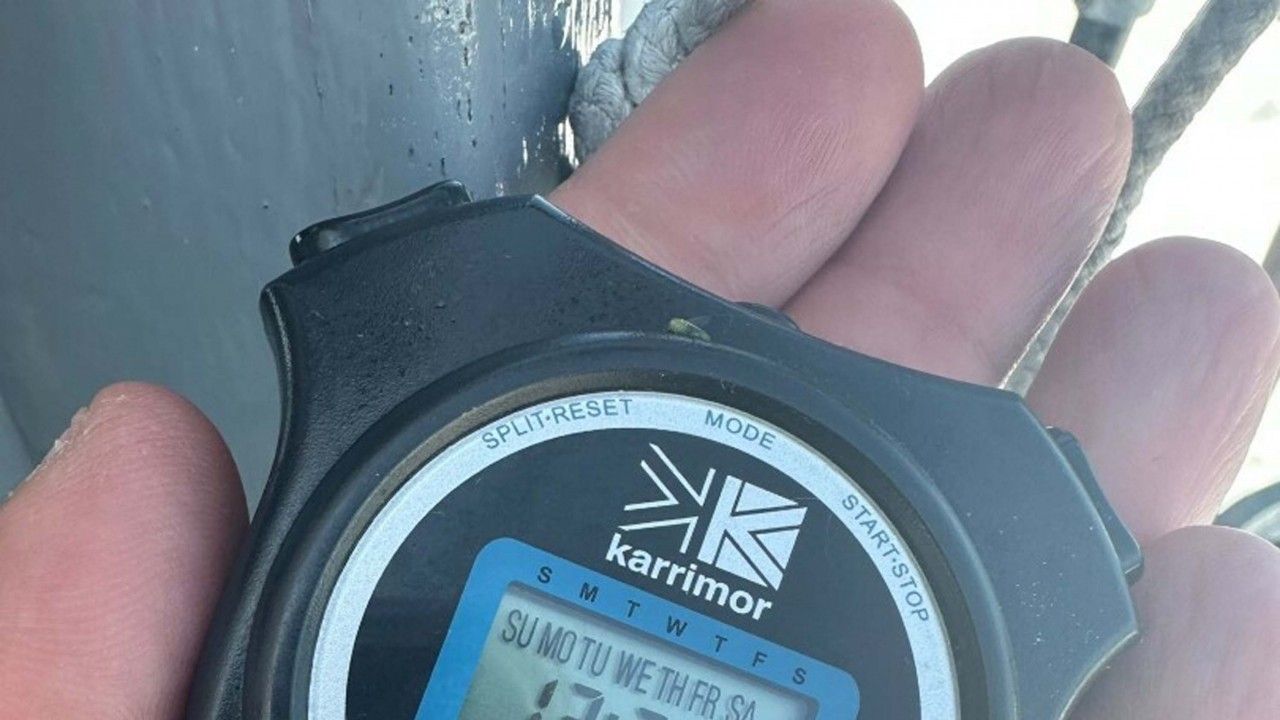 SPLIT·RESET
MODE
START·STOP
karrimor
S M T W T F S
SU MO TU WE TH FR SA